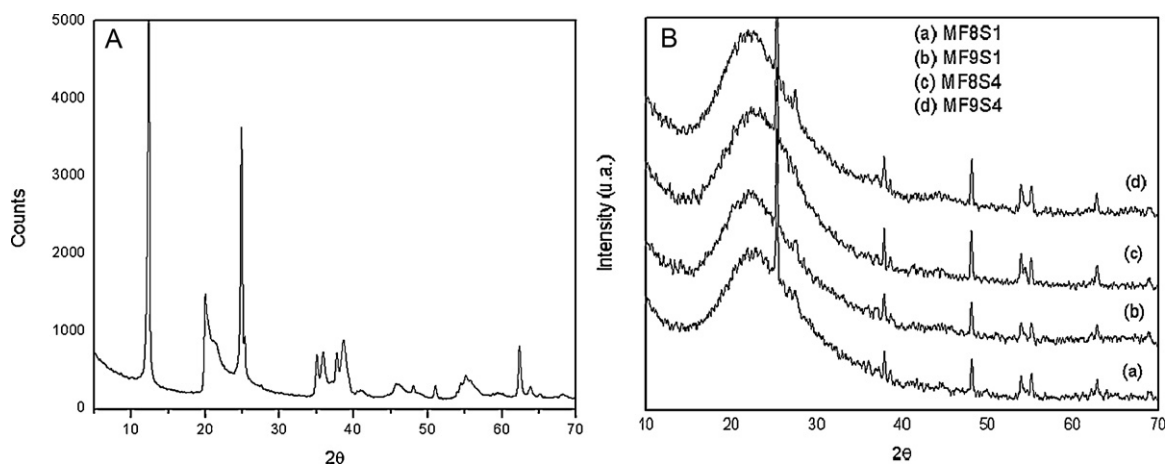 A
5000
4000
3000
2000
1000
0
Counts
10 20 30 40 50 60 70
2θ
B
(a) MF8S1
(b) MF9S1
(c) MF8S4
(d) MF9S4
(d)
(c)
(b)
(a)
Intensity (u.a.)
10 20 30 40 50 60 70
2θ